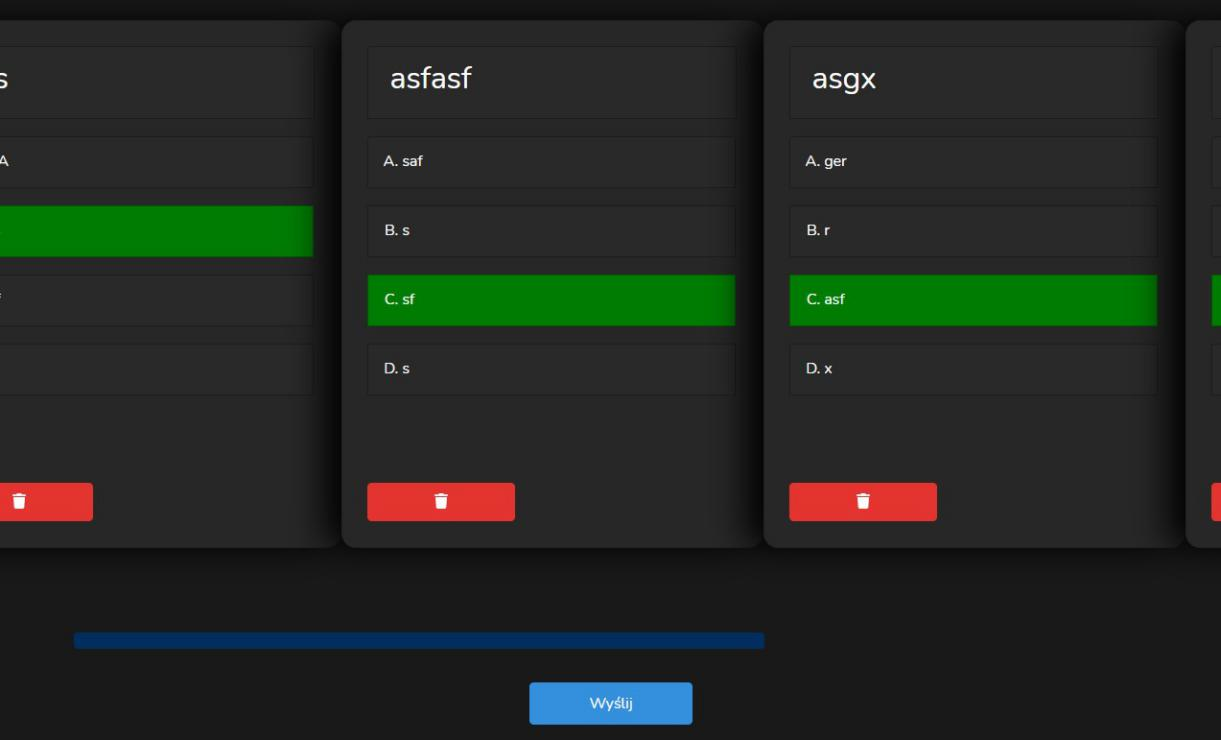 s
A
asfasf
A. saf
B. s
C. sf
D. s
asgx
A. ger
B. r
C. asf
D. x
Wyślij